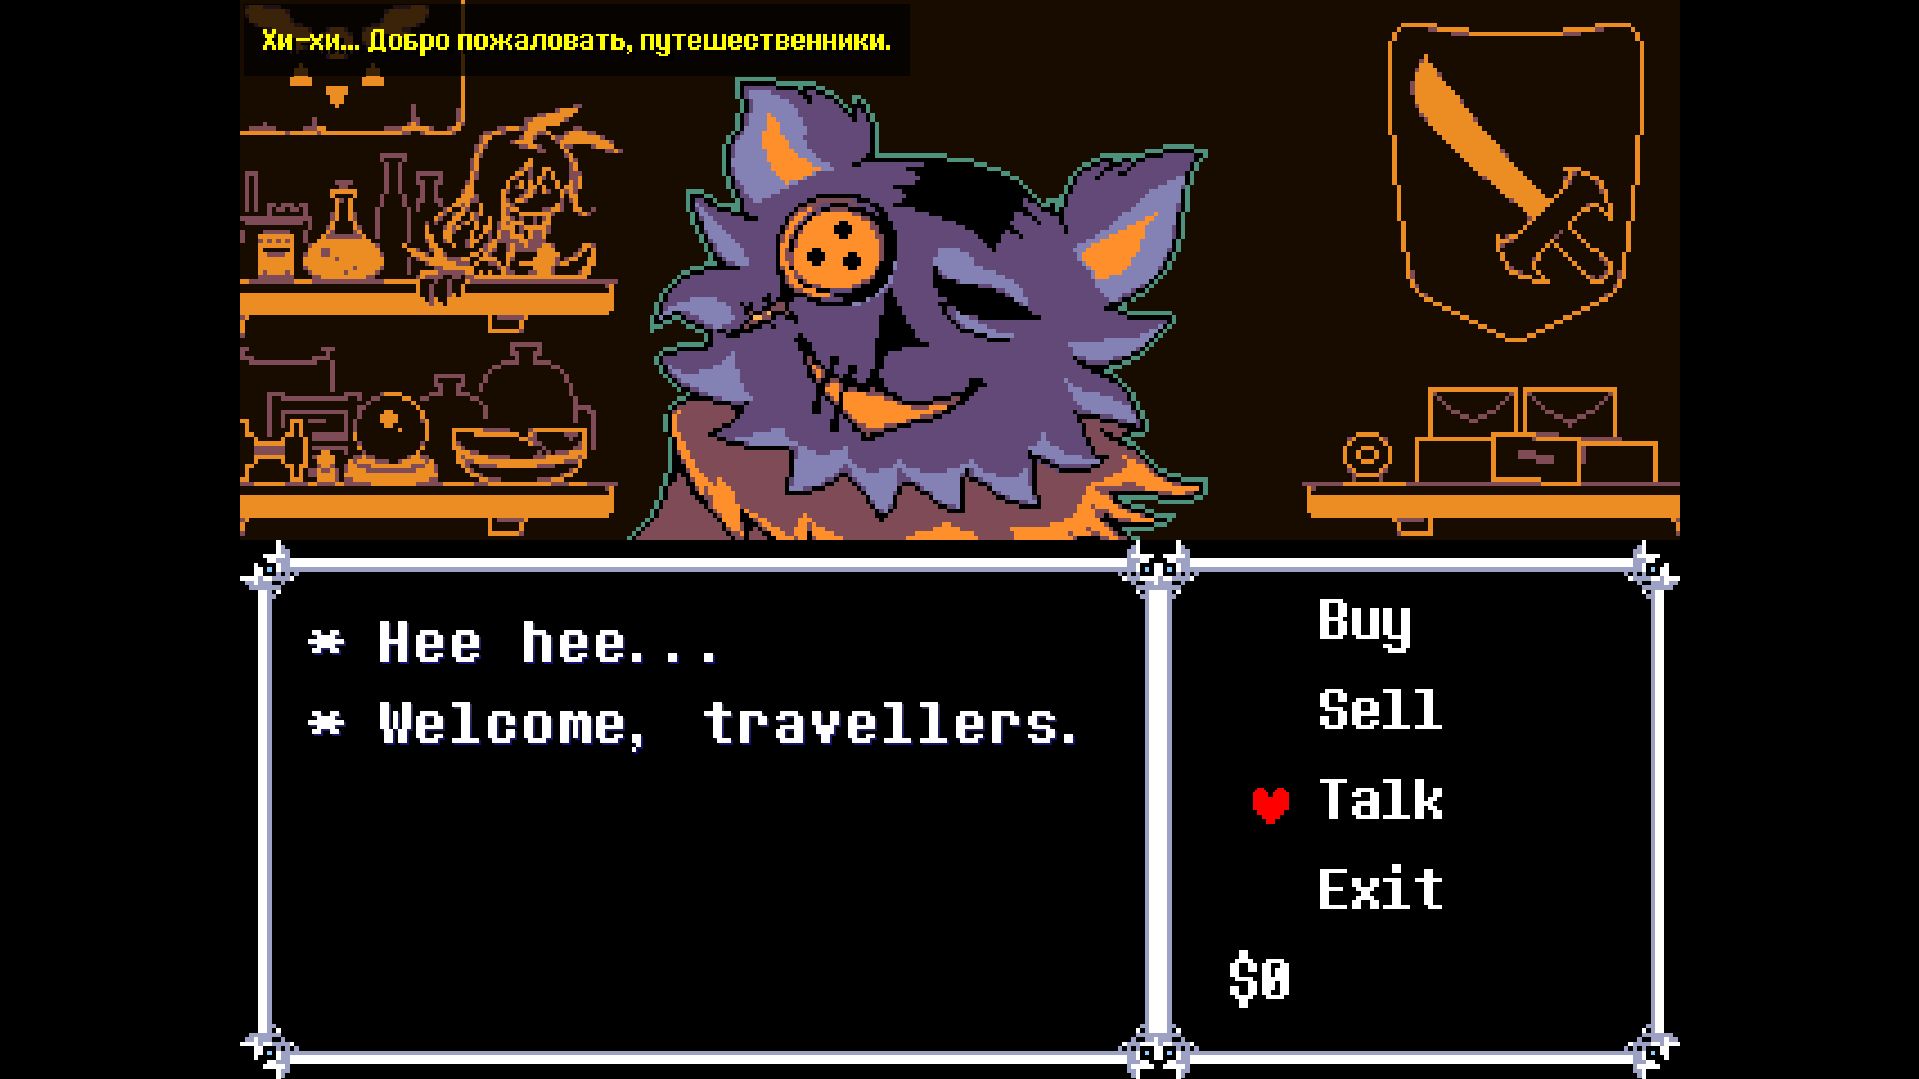 Хи-хи... Добро пожаловать, путешественники.
* Hee hee...
* Welcome, travellers.
Buy
Sell
Talk
Exit
$0